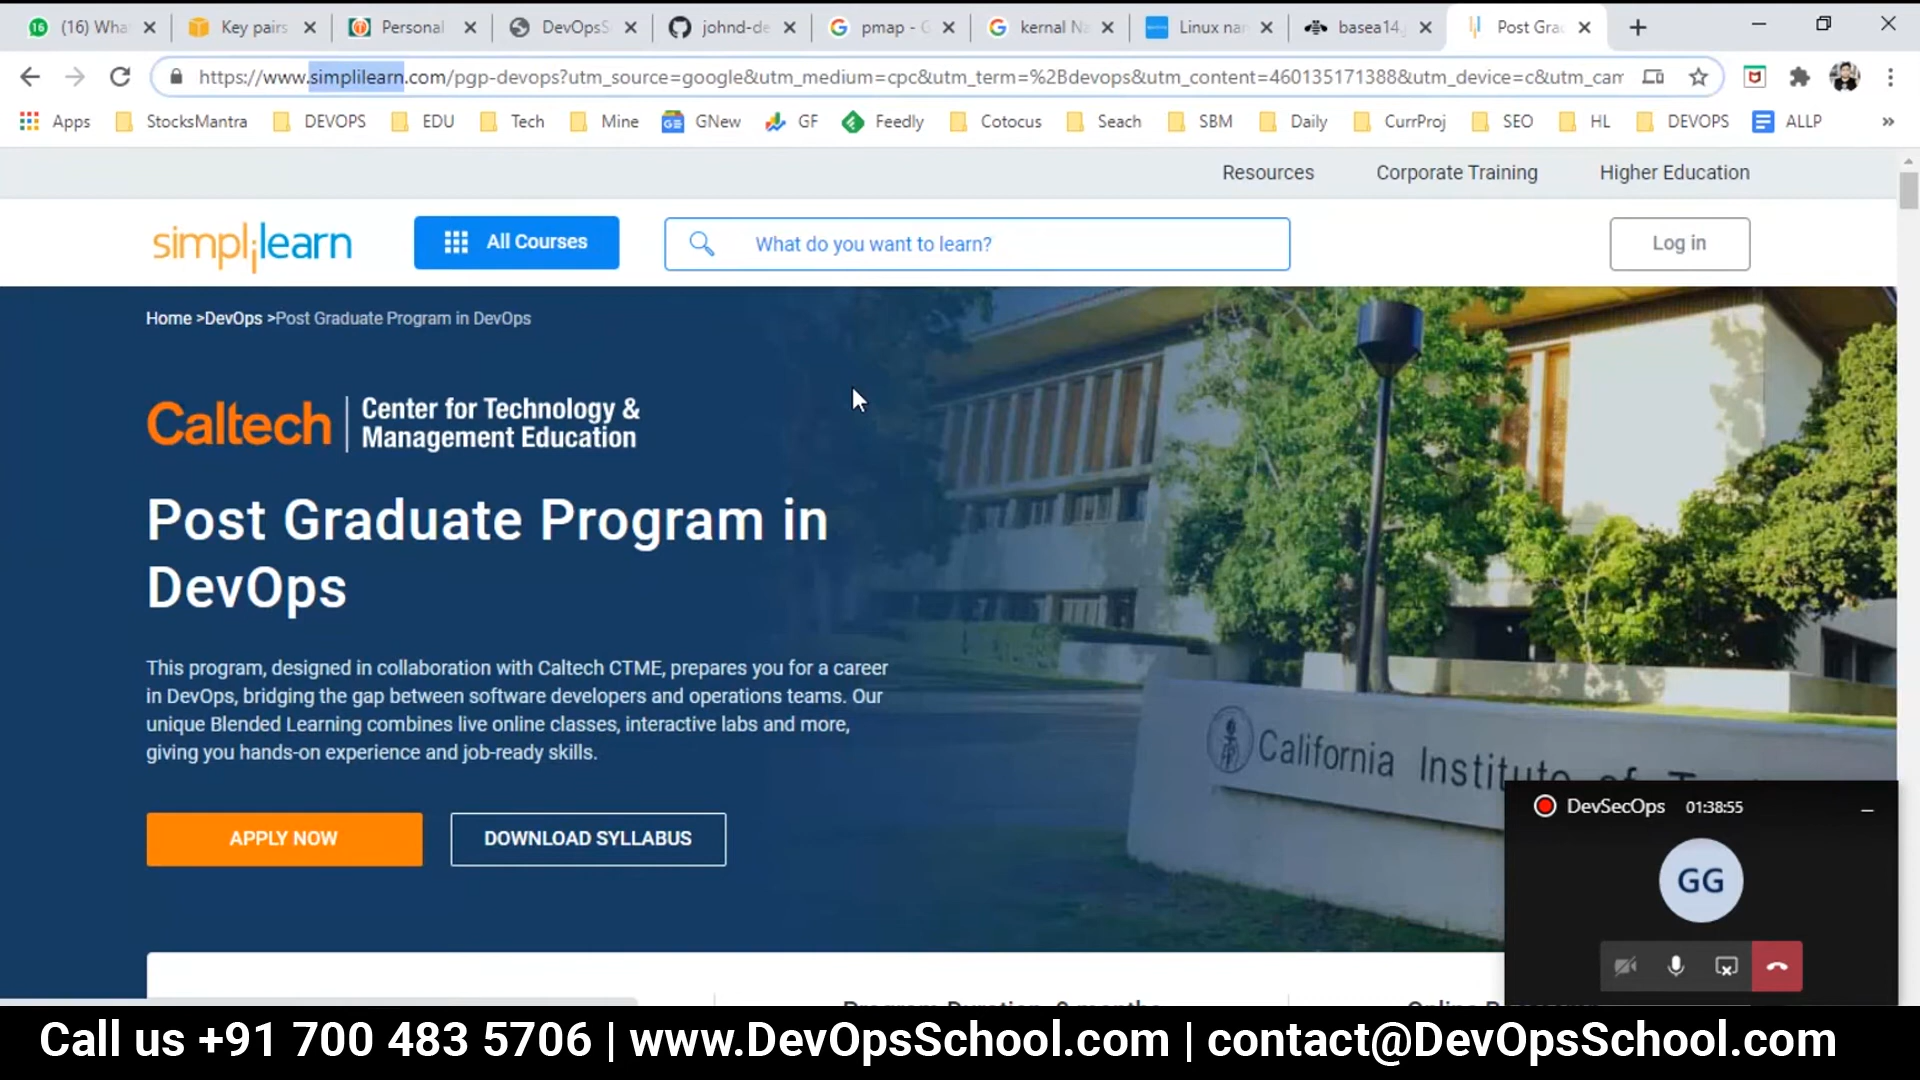 (16) Wha
Key pairs
Personal
DevOpsS
johnd-de
pmap - G
kernal Na
Linux nam
basea14.
Post Grad
https://www.simplilearn.com/pgp-devops?utm_source=google&utm_medium=cpc&utm_term=%2Bdevops&utm_content=460135171388&utm_device=c&utm_cam
Apps StocksMantra DEVOPS EDU Tech Mine GNew GF Feedly Cotocus Seach SBM Daily CurrProj SEO HL DEVOPS ALLP »
Resources Corporate Training Higher Education
simplilearn
All Courses
What do you want to learn?
Log in
Home >DevOps >Post Graduate Program in DevOps
Caltech
Center for Technology &
Management Education
Post Graduate Program in
DevOps
This program, designed in collaboration with Caltech CTME, prepares you for a career
in DevOps, bridging the gap between software developers and operations teams. Our
unique Blended Learning combines live online classes, interactive labs and more,
giving you hands-on experience and job-ready skills.
APPLY NOW
DOWNLOAD SYLLABUS
California Institute of
DevSecOps 01:38:55
GG
Call us +91 700 483 5706 | www.DevOpsSchool.com | contact@DevOpsSchool.com